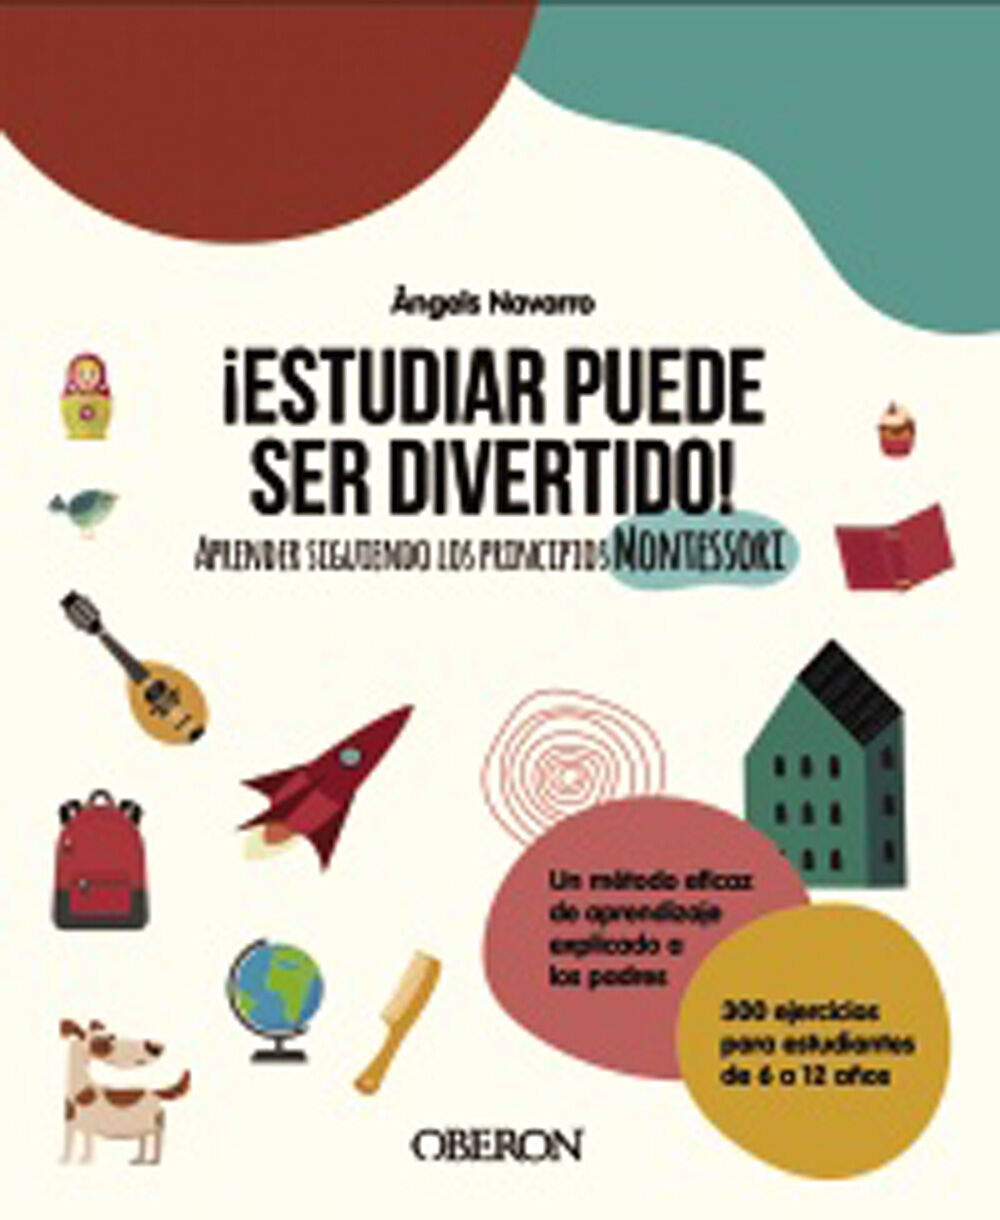 Àngels Navarro
¡ESTUDIAR PUEDE
SER DIVERTIDO!
APRENDER SIGUIENDO LOS PRINCIPIOS MONTESSORI
Un método eficaz
de aprendizaje
explicado a
los padres
300 ejercicios
para estudiantes
de 6 a 12 años
OBERON